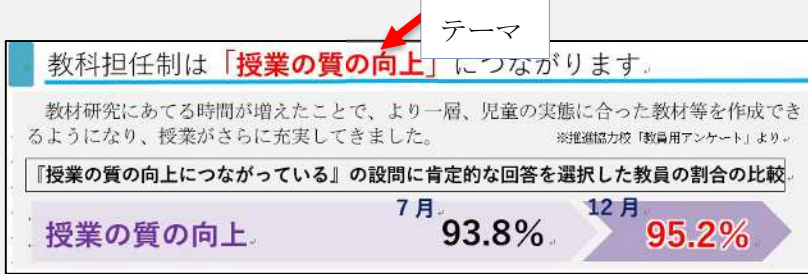 テーマ
教科担任制は「授業の質の向上」につながります。
教材研究にあてる時間が増えたことで、より一層、児童の実態に合った教材等を作成でき
るようになり、授業がさらに充実してきました。 ※推進協力校「教員用アンケート」より
『授業の質の向上につながっている』の設問に肯定的な回答を選択した教員の割合の比較
7月 12月
授業の質の向上 93.8% 95.2%